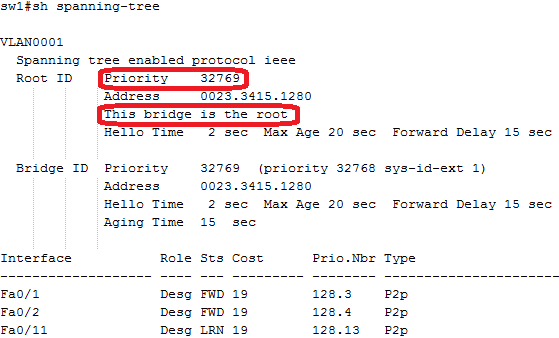 sw1#sh spanning-tree
VLAN0001
Spanning tree enabled protocol ieee
Root ID Priority 32769
Address 0023.3415.1280
This bridge is the root
Hello Time 2 sec Max Age 20 sec Forward Delay 15 sec
Bridge ID Priority 32769 (priority 32768 sys-id-ext 1)
Address 0023.3415.1280
Hello Time 2 sec Max Age 20 sec Forward Delay 15 sec
Aging Time 15 sec
Interface Role Sts Cost Prio.Nbr Type
------------------- ---- --- --------- -------- --------------------------------
Fa0/1 Desg FWD 19 128.3 P2p
Fa0/2 Desg FWD 19 128.4 P2p
Fa0/11 Desg LRN 19 128.13 P2p